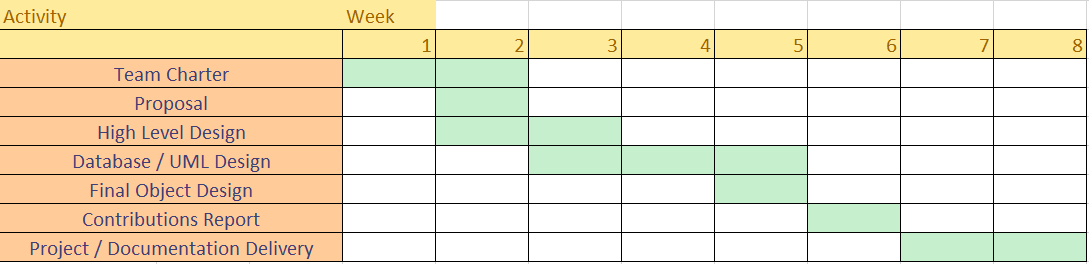 Activity Week
1 2 3 4 5 6 7 8
Team Charter
Proposal
High Level Design
Database / UML Design
Final Object Design
Contributions Report
Project / Documentation Delivery